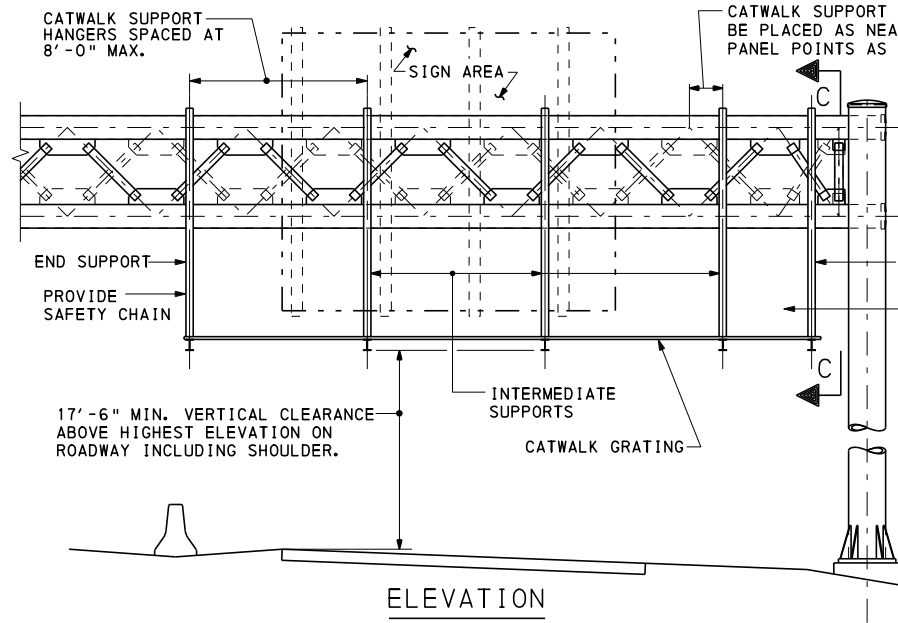 CATWALK SUPPORT
HANGERS SPACED AT
8'-0" MAX.
SIGN AREA
CATWALK SUPPORT
BE PLACED AS NEA
PANEL POINTS AS
C
END SUPPORT
PROVIDE
SAFETY CHAIN
17'-6" MIN. VERTICAL CLEARANCE
ABOVE HIGHEST ELEVATION ON
ROADWAY INCLUDING SHOULDER.
INTERMEDIATE
SUPPORTS
C
CATWALK GRATING
ELEVATION